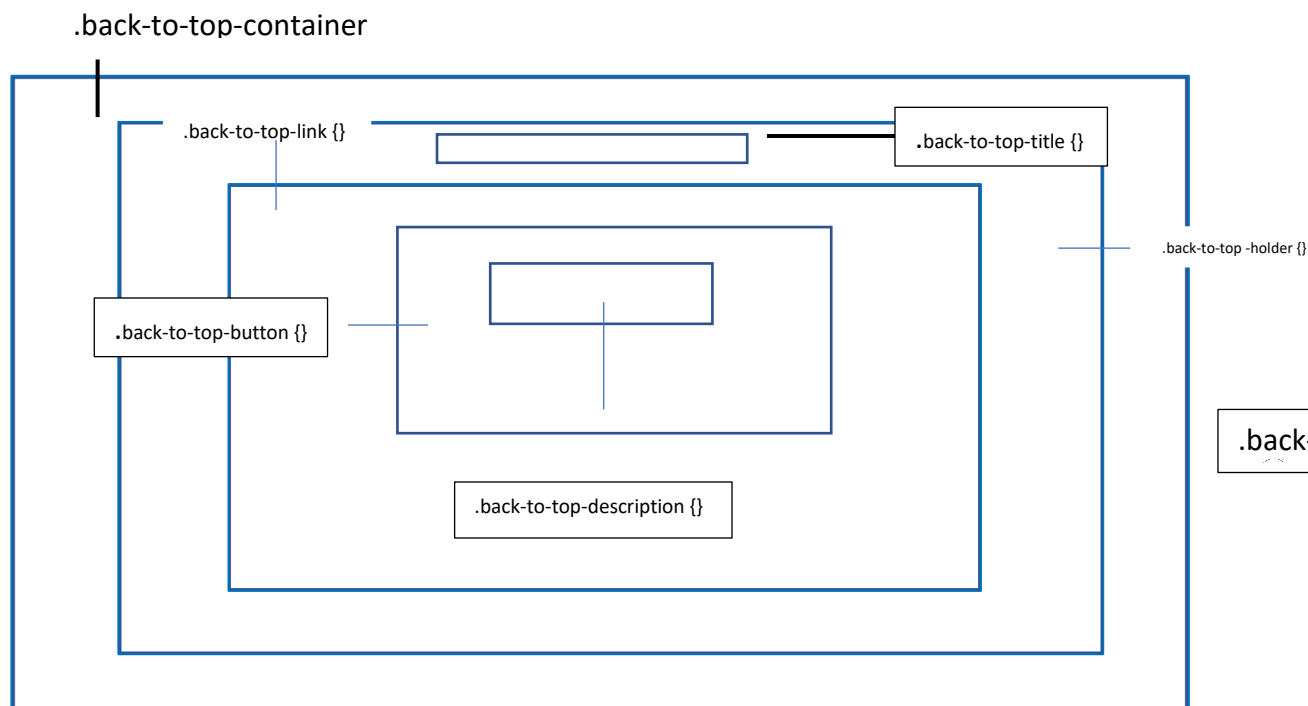 .back-to-top-container
.back-to-top-link {}
.back-to-top-title {}
.back-to-top -holder {}
.back-to-top-button {}
.back-
.back-to-top-description {}